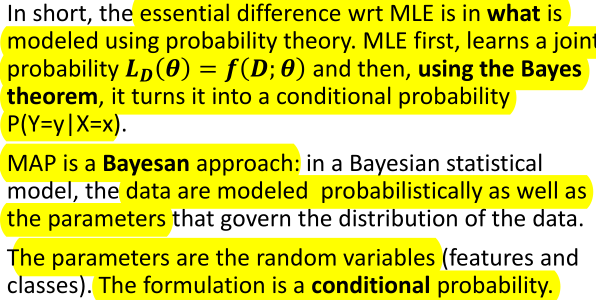 In short, the essential difference wrt MLE is in what is
modeled using probability theory. MLE first, learns a joint
probability L_D(θ) = f(D; θ) and then, using the Bayes
theorem, it turns it into a conditional probability
P(Y=y|X=x).
MAP is a Bayesan approach: in a Bayesian statistical
model, the data are modeled probabilistically as well as
the parameters that govern the distribution of the data.
The parameters are the random variables (features and
classes). The formulation is a conditional probability.